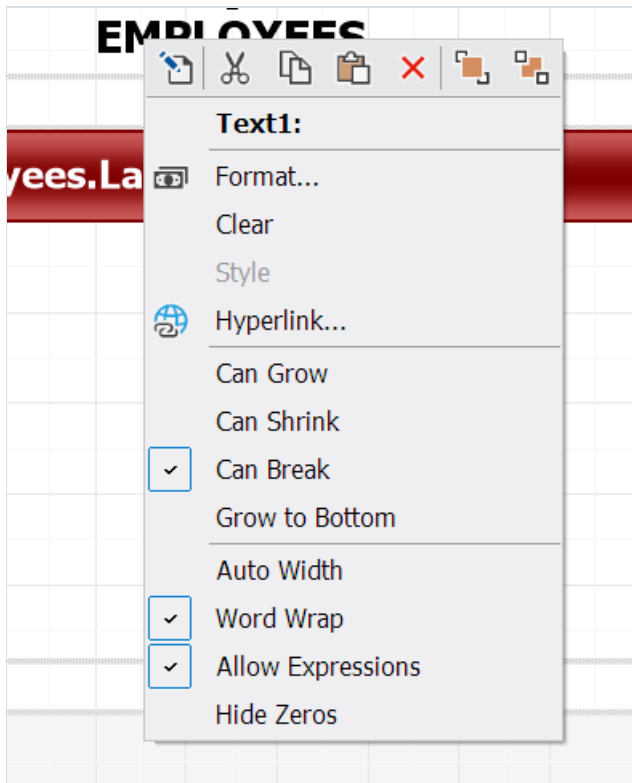 EMPLOYEES
Text1:
yees.La
Format...
Clear
Style
Hyperlink...
Can Grow
Can Shrink
Can Break
Grow to Bottom
Auto Width
Word Wrap
Allow Expressions
Hide Zeros